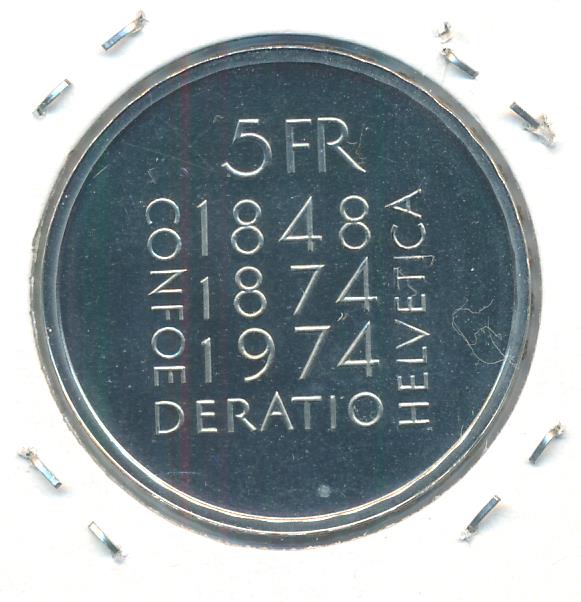 5 FR
1848
1874
1974
CONFOE
DERATIO
HELVETICA